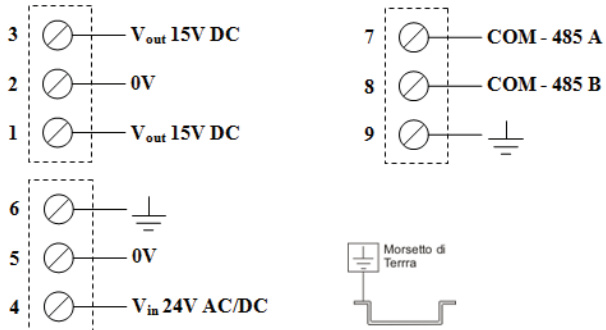 3 Vout 15V DC
2 0V
1 Vout 15V DC
6
5 0V
4 Vin 24V AC/DC
7 COM - 485 A
8 COM - 485 B
9
Morsetto di
Terrra